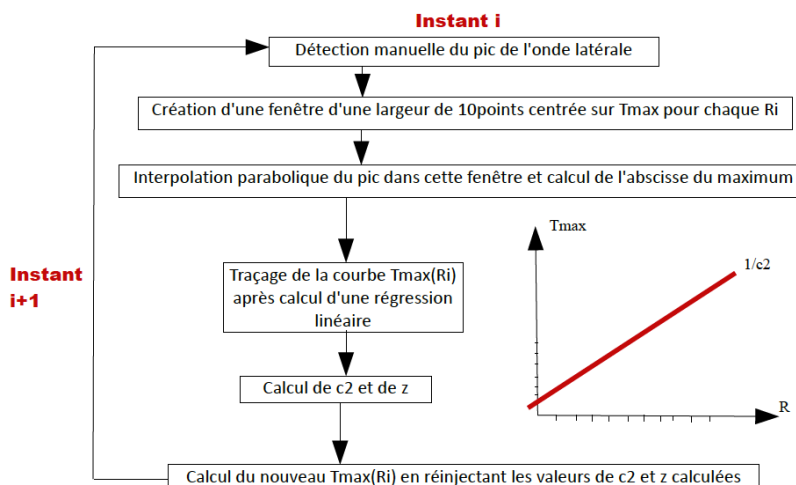 Instant i
Détection manuelle du pic de l'onde latérale
Création d'une fenêtre d'une largeur de 10points centrée sur Tmax pour chaque Ri
Interpolation parabolique du pic dans cette fenêtre et calcul de l'abscisse du maximum
Instant
i+1
Traçage de la courbe Tmax(Ri)
après calcul d'une régression
linéaire
Tmax
1/c2
R
Calcul de c2 et de z
Calcul du nouveau Tmax(Ri) en réinjectant les valeurs de c2 et z calculées